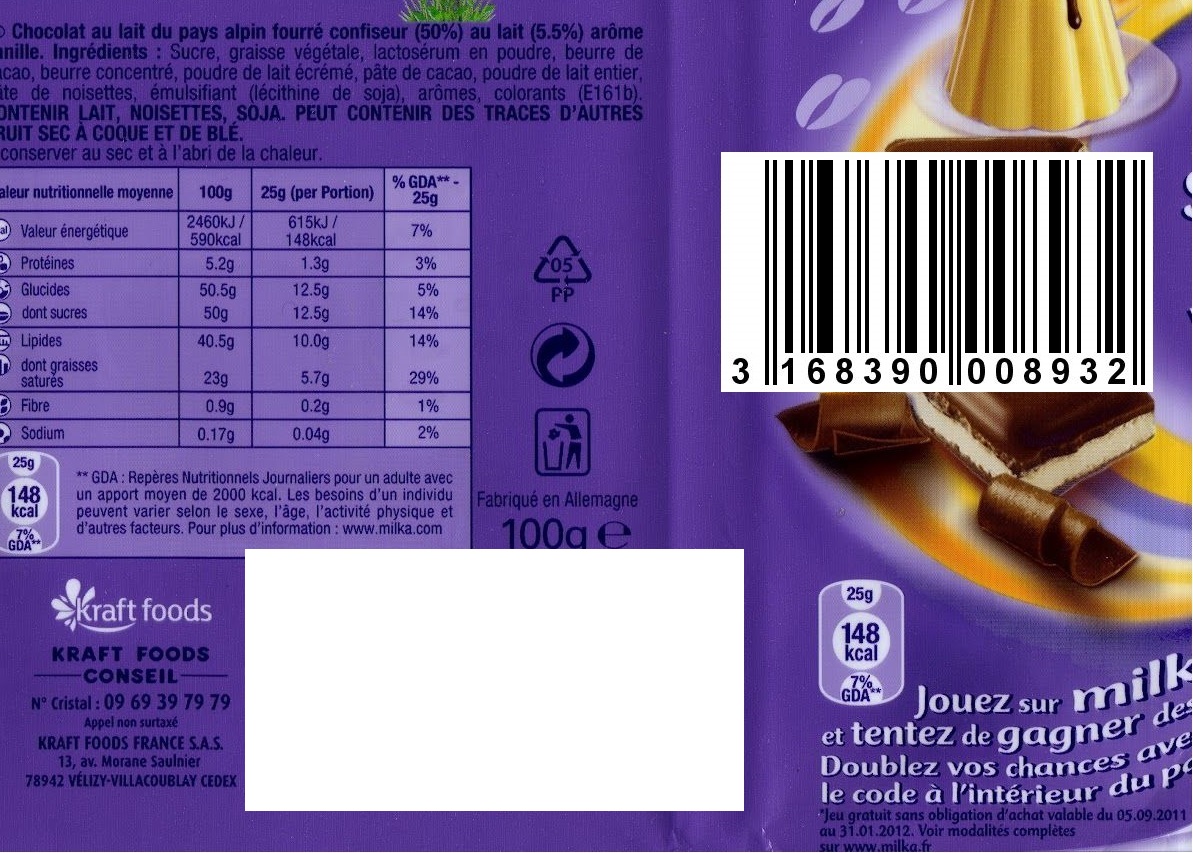 Chocolat au lait du pays alpin fourré confiseur (50%) au lait (5.5%) arôme
nille. Ingrédients : Sucre, graisse végétale, lactosérum en poudre, beurre de
cao, beurre concentré, poudre de lait écrémé, pâte de cacao, poudre de lait entier,
te de noisettes, émulsifiant (lécithine de soja), arômes, colorants (E161b).
ONTENIR LAIT, NOISETTES, SOJA. PEUT CONTENIR DES TRACES D'AUTRES
RUIT SEC À COQUE ET DE BLÉ.
conserver au sec et à l'abri de la chaleur.
aleur nutritionnelle moyenne 100g 25g (per Portion) % GDA** - 25g
Valeur énergétique 2460kJ / 590kcal 615kJ / 148kcal 7%
Protéines 5.2g 1.3g 3%
Glucides 50.5g 12.5g 5%
dont sucres 50g 12.5g 14%
Lipides 40.5g 10.0g 14%
dont graisses saturés 23g 5.7g 29%
Fibre 0.9g 0.2g 1%
Sodium 0.17g 0.04g 2%
25g
148
kcal
7%
GDA**
** GDA : Repères Nutritionnels Journaliers pour un adulte avec
un apport moyen de 2000 kcal. Les besoins d'un individu
peuvent varier selon le sexe, l'âge, l'activité physique et
d'autres facteurs. Pour plus d'information : www.milka.com
05
PP
Fabriqué en Allemagne
100g e
kraft foods
KRAFT FOODS
CONSEIL
N° Cristal : 09 69 39 79 79
Appel non surtaxé
KRAFT FOODS FRANCE S.A.S.
13, av. Morane Saulnier
78942 VÉLIZY-VILLACOUBLAY CEDEX
3 168390 008932
25g
148
kcal
7%
GDA**
Jouez sur milk
et tentez de gagner des
Doublez vos chances ave
le code à l'intérieur du pa
*Jeu gratuit sans obligation d'achat valable du 05.09.2011
au 31.01.2012. Voir modalités complètes
sur www.milka.fr